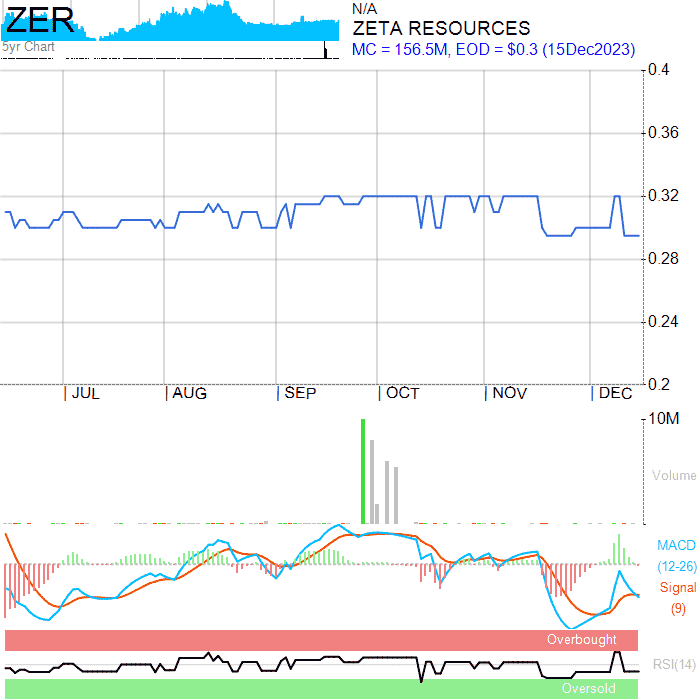 ZER
5yr Chart
N/A
ZETA RESOURCES
MC = 156.5M, EOD = $0.3 (15Dec2023)
0.4
0.36
0.32
0.28
0.24
0.2
JUL AUG SEP OCT NOV DEC
10M
Volume
MACD
(12-26)
Signal
(9)
Overbought
RSI(14)
Oversold